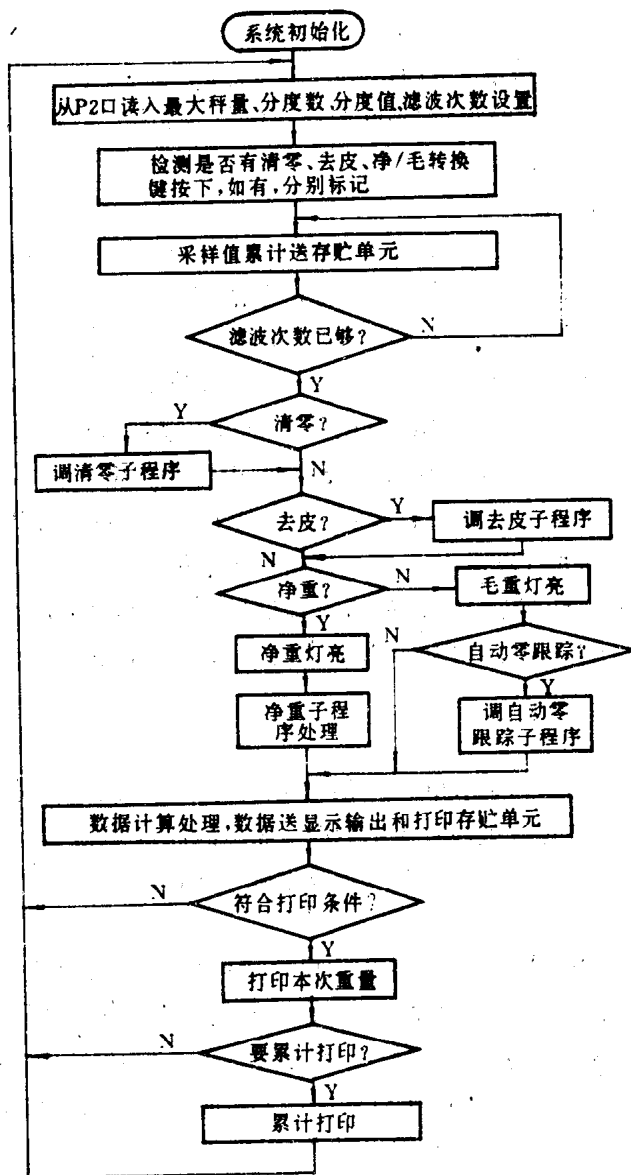 系统初始化
从P2口读入最大秤量、分度数、分度值、滤波次数设置
检测是否有清零、去皮、净/毛转换
键按下,如有,分别标记
采样值累计送存贮单元
滤波次数已够?
N
Y
清零?
Y
N
调清零子程序
去皮?
Y
调去皮子程序
N
净重?
N
毛重灯亮
Y
净重灯亮
自动零跟踪?
N
Y
净重子程
序处理
调自动零
跟踪子程序
数据计算处理,数据送显示输出和打印存贮单元
符合打印条件?
N
Y
打印本次重量
要累计打印?
N
Y
累计打印